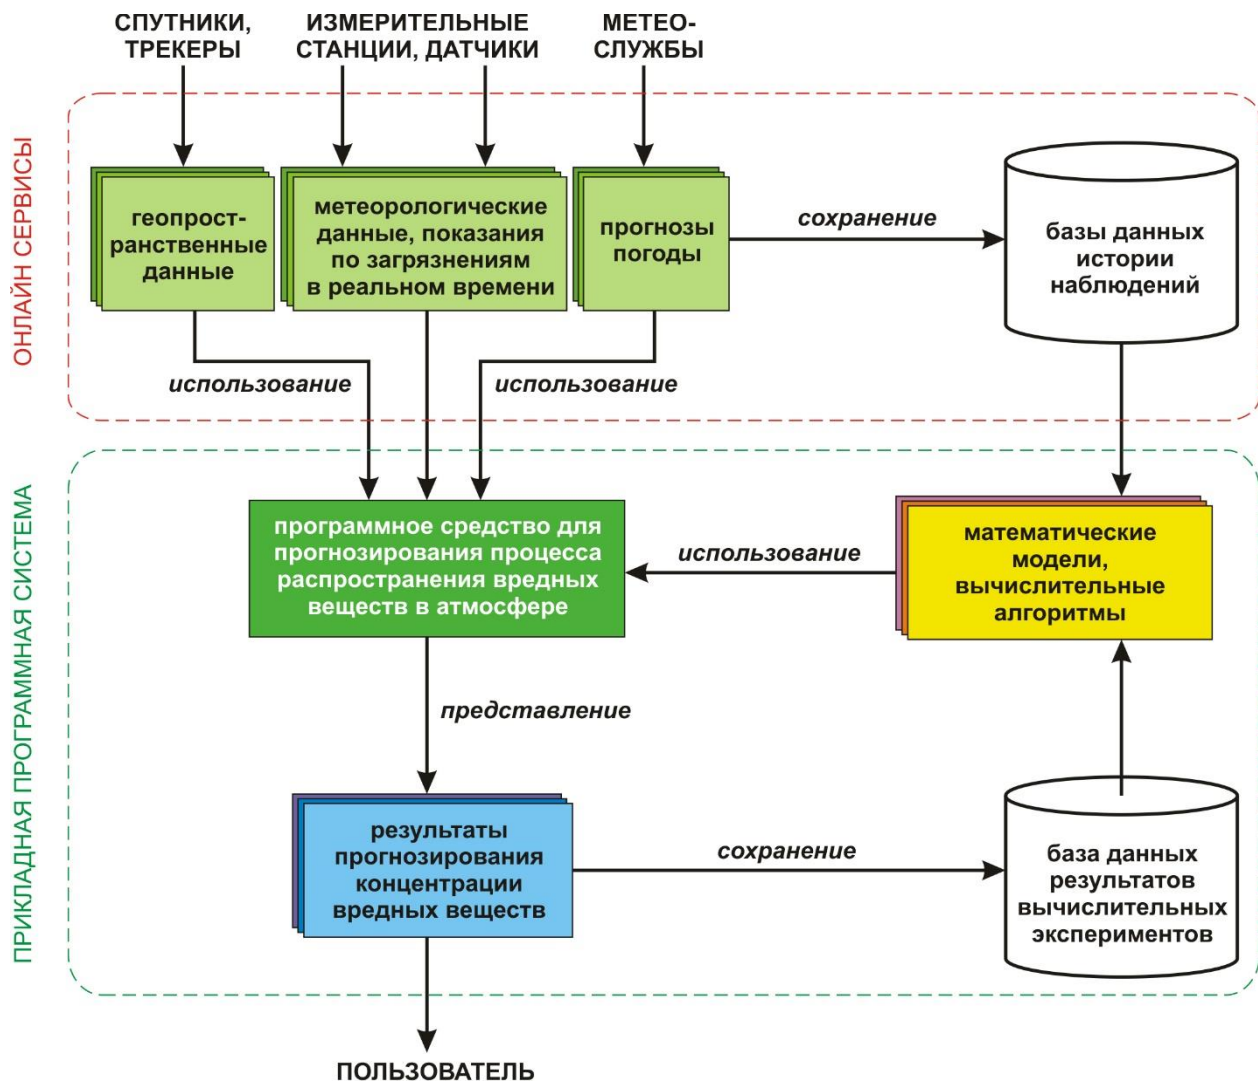 СПУТНИКИ,
ТРЕКЕРЫ
ИЗМЕРИТЕЛЬНЫЕ
СТАНЦИИ, ДАТЧИКИ
МЕТЕО-
СЛУЖБЫ
ОНЛАЙН СЕРВИСЫ
геопрост-
ранственные
данные
метеорологические
данные, показания
по загрязнениям
в реальном времени
прогнозы
погоды
сохранение
базы данных
истории
наблюдений
использование
использование
ПРИКЛАДНАЯ ПРОГРАММНАЯ СИСТЕМА
программное средство для
прогнозирования процесса
распространения вредных
веществ в атмосфере
использование
математические
модели,
вычислительные
алгоритмы
представление
результаты
прогнозирования
концентрации
вредных веществ
сохранение
база данных
результатов
вычислительных
экспериментов
ПОЛЬЗОВАТЕЛЬ